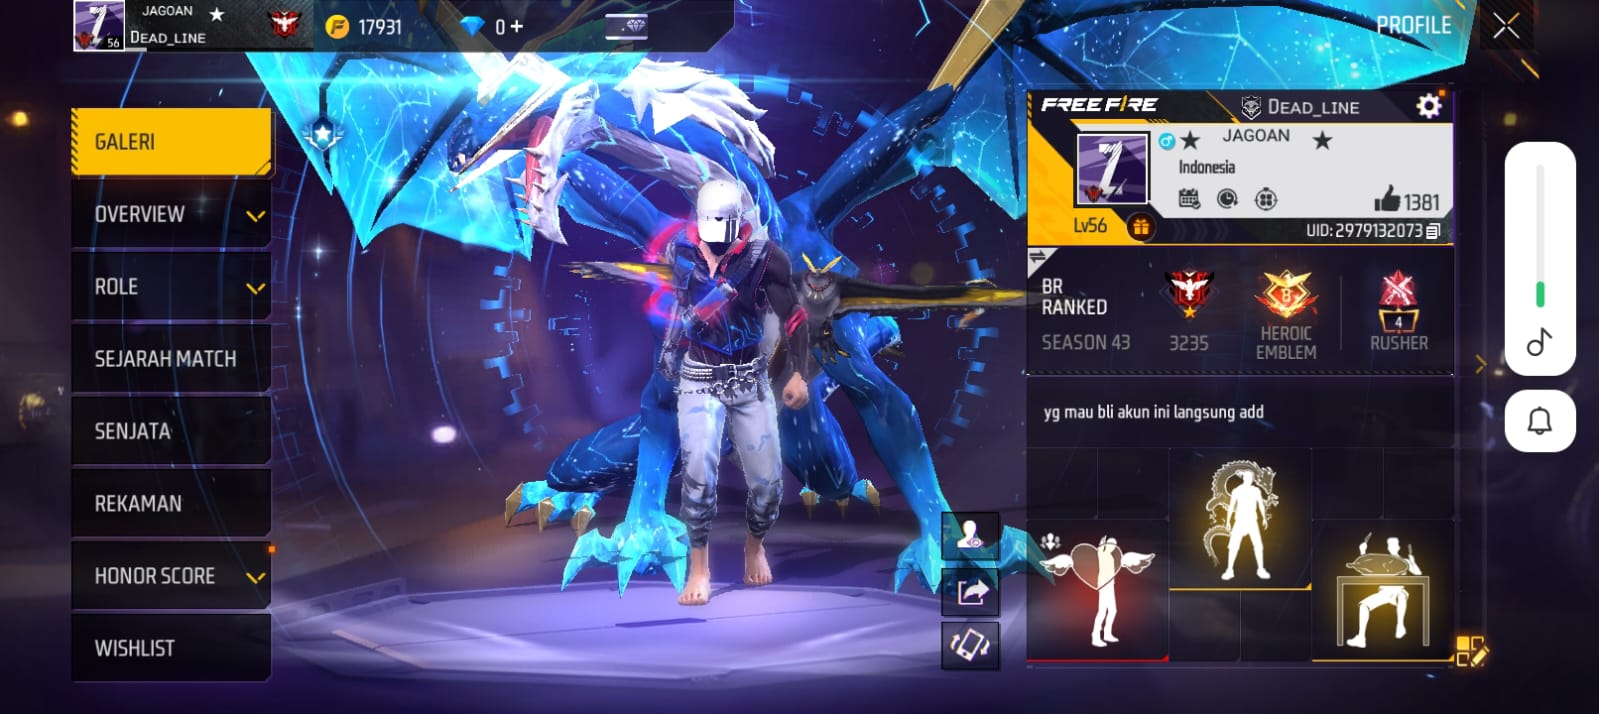 JAGOAN ★
DEAD_LINE
56
17931
0 +
PROFILE
GALERI
OVERVIEW
ROLE
SEJARAH MATCH
SENJATA
REKAMAN
HONOR SCORE
WISHLIST
FREE FIRE
DEAD_LINE
★ JAGOAN ★
Indonesia
1381
Lv56
UID: 2979132073
BR
RANKED
SEASON 43
3235
8
HEROIC
EMBLEM
4
RUSHER
yg mau bli akun ini langsung add